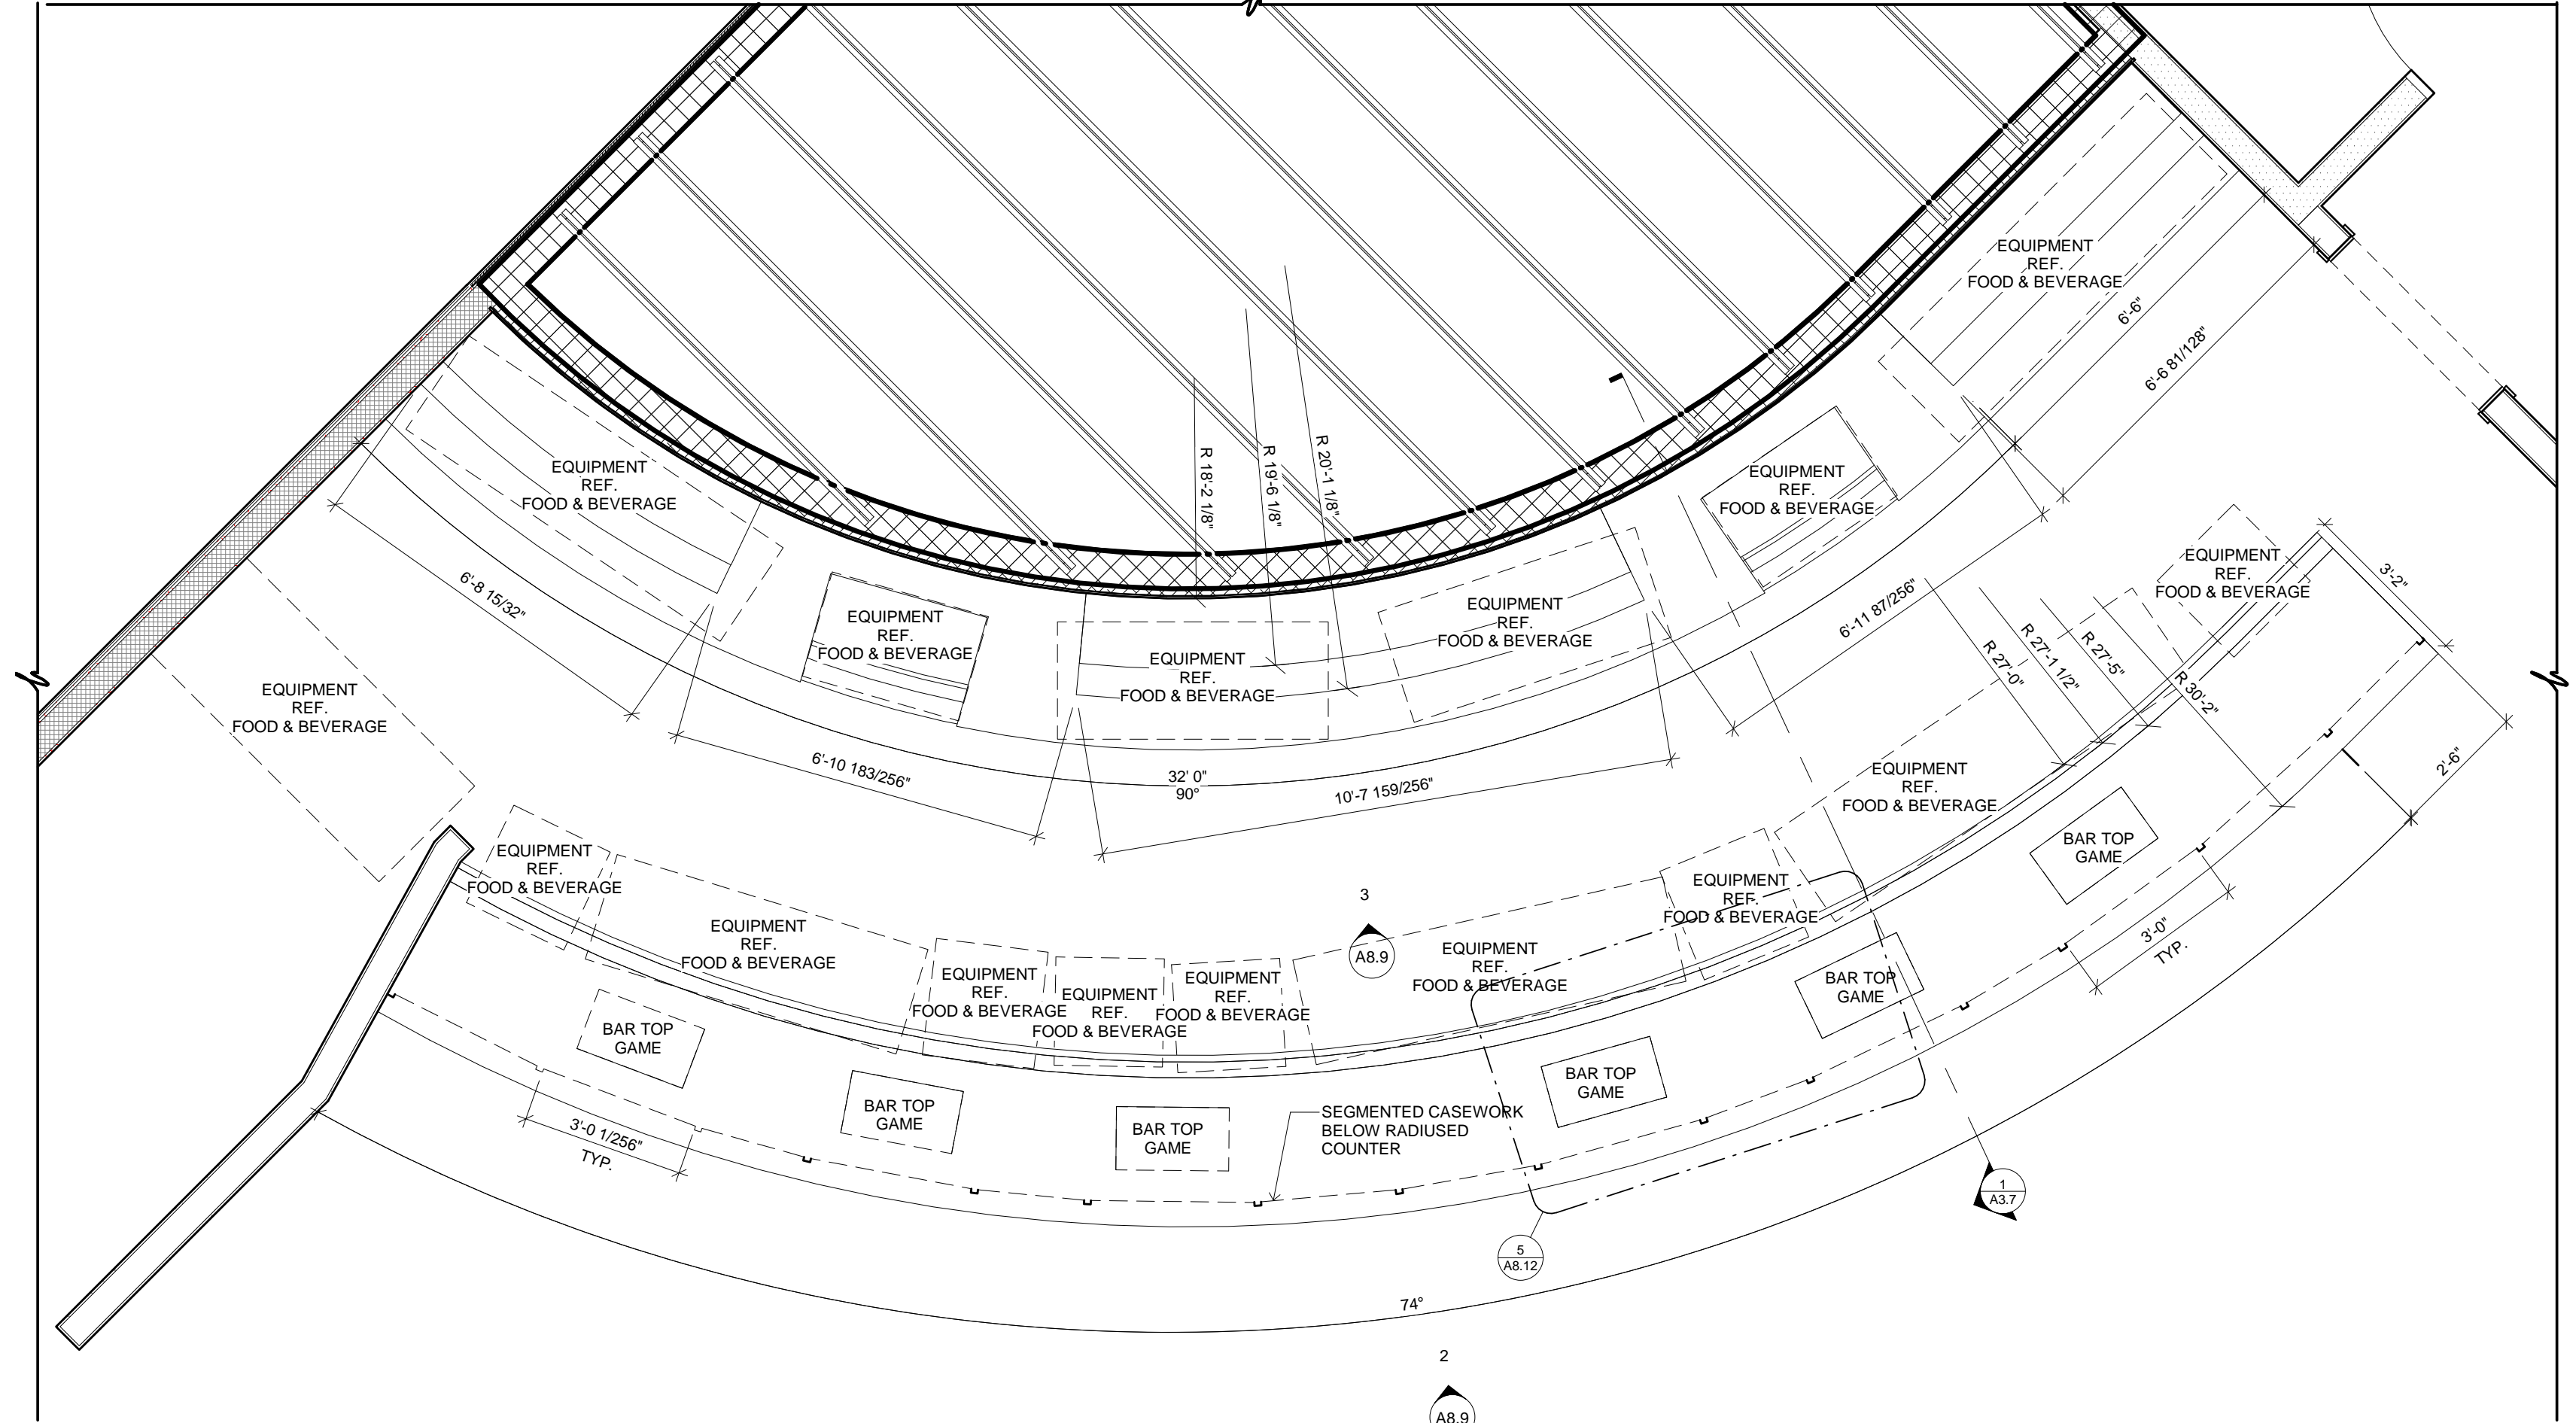 EQUIPMENT
REF.
FOOD & BEVERAGE
6'-6"
6'-6 81/128"
EQUIPMENT
REF.
FOOD & BEVERAGE
R 18'-2 1/8"
R 19'-6 1/8"
R 20'-1 1/8"
EQUIPMENT
REF.
FOOD & BEVERAGE
6'-8 15/32"
EQUIPMENT
REF.
FOOD & BEVERAGE
EQUIPMENT
REF.
FOOD & BEVERAGE
EQUIPMENT
REF.
FOOD & BEVERAGE
6'-11 87/256"
EQUIPMENT
REF.
FOOD & BEVERAGE
3'-2"
R 27'-0"
R 27'-1 1/2"
R 27'-5"
R 30'-2"
EQUIPMENT
REF.
FOOD & BEVERAGE
6'-10 183/256"
32' 0"
90°
10'-7 159/256"
EQUIPMENT
REF.
FOOD & BEVERAGE
2'-6"
EQUIPMENT
REF.
FOOD & BEVERAGE
EQUIPMENT
REF.
FOOD & BEVERAGE
3
A8.9
EQUIPMENT
REF.
FOOD & BEVERAGE
EQUIPMENT
REF.
FOOD & BEVERAGE
EQUIPMENT
REF.
FOOD & BEVERAGE
EQUIPMENT
REF.
FOOD & BEVERAGE
EQUIPMENT
REF.
FOOD & BEVERAGE
BAR TOP
GAME
3'-0"
TYP.
BAR TOP
GAME
BAR TOP
GAME
BAR TOP
GAME
BAR TOP
GAME
BAR TOP
GAME
SEGMENTED CASEWORK
BELOW RADIUSED
COUNTER
3'-0 1/256"
TYP.
1
A3.7
5
A8.12
74°
2
A8.9